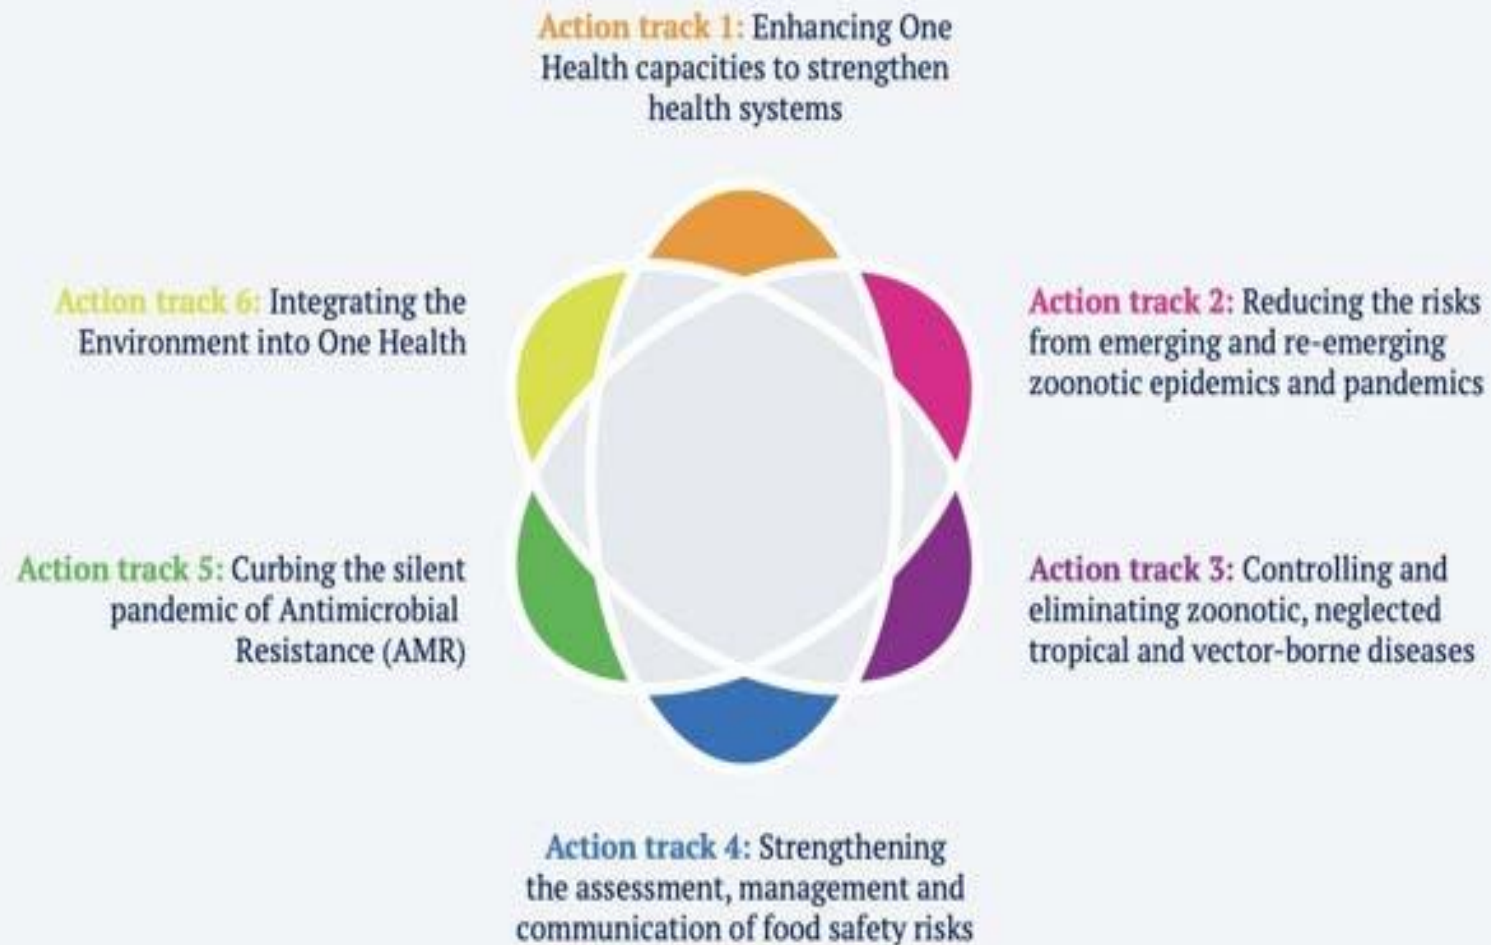 Action track 1: Enhancing One
Health capacities to strengthen
health systems
Action track 2: Reducing the risks
from emerging and re-emerging
zoonotic epidemics and pandemics
Action track 3: Controlling and
eliminating zoonotic, neglected
tropical and vector-borne diseases
Action track 4: Strengthening
the assessment, management and
communication of food safety risks
Action track 5: Curbing the silent
pandemic of Antimicrobial
Resistance (AMR)
Action track 6: Integrating the
Environment into One Health